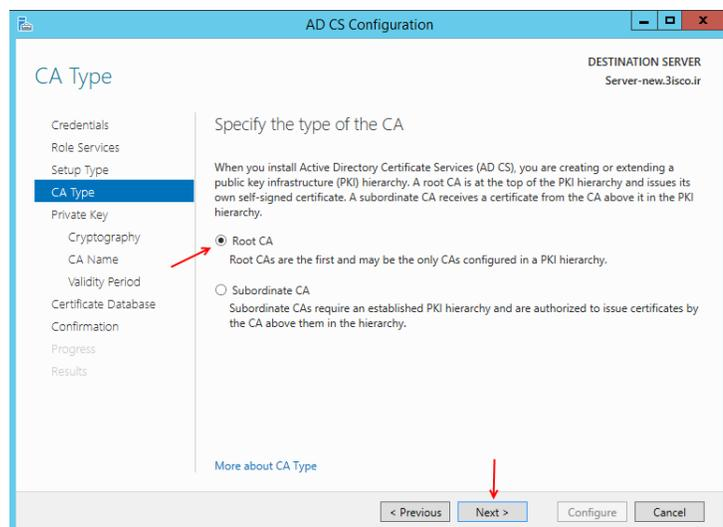 AD CS Configuration
CA Type
DESTINATION SERVER
Server-new.3isco.ir
Credentials
Role Services
Setup Type
CA Type
Private Key
Cryptography
CA Name
Validity Period
Certificate Database
Confirmation
Progress
Results
Specify the type of the CA
When you install Active Directory Certificate Services (AD CS), you are creating or extending a
public key infrastructure (PKI) hierarchy. A root CA is at the top of the PKI hierarchy and issues its
own self-signed certificate. A subordinate CA receives a certificate from the CA above it in the PKI
hierarchy.
Root CA
Root CAs are the first and may be the only CAs configured in a PKI hierarchy.
Subordinate CA
Subordinate CAs require an established PKI hierarchy and are authorized to issue certificates by
the CA above them in the hierarchy.
More about CA Type
< Previous
Next >
Configure
Cancel